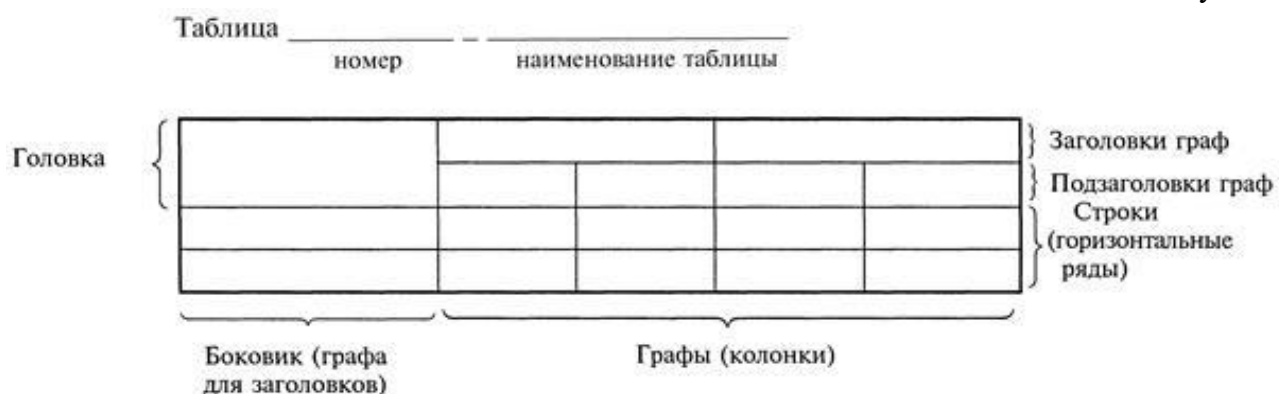 Таблица ____________ – ______________________
номер наименование таблицы
Головка
Заголовки граф
Подзаголовки граф
Строки
(горизонтальные
ряды)
Боковик (графа
для заголовков)
Графы (колонки)